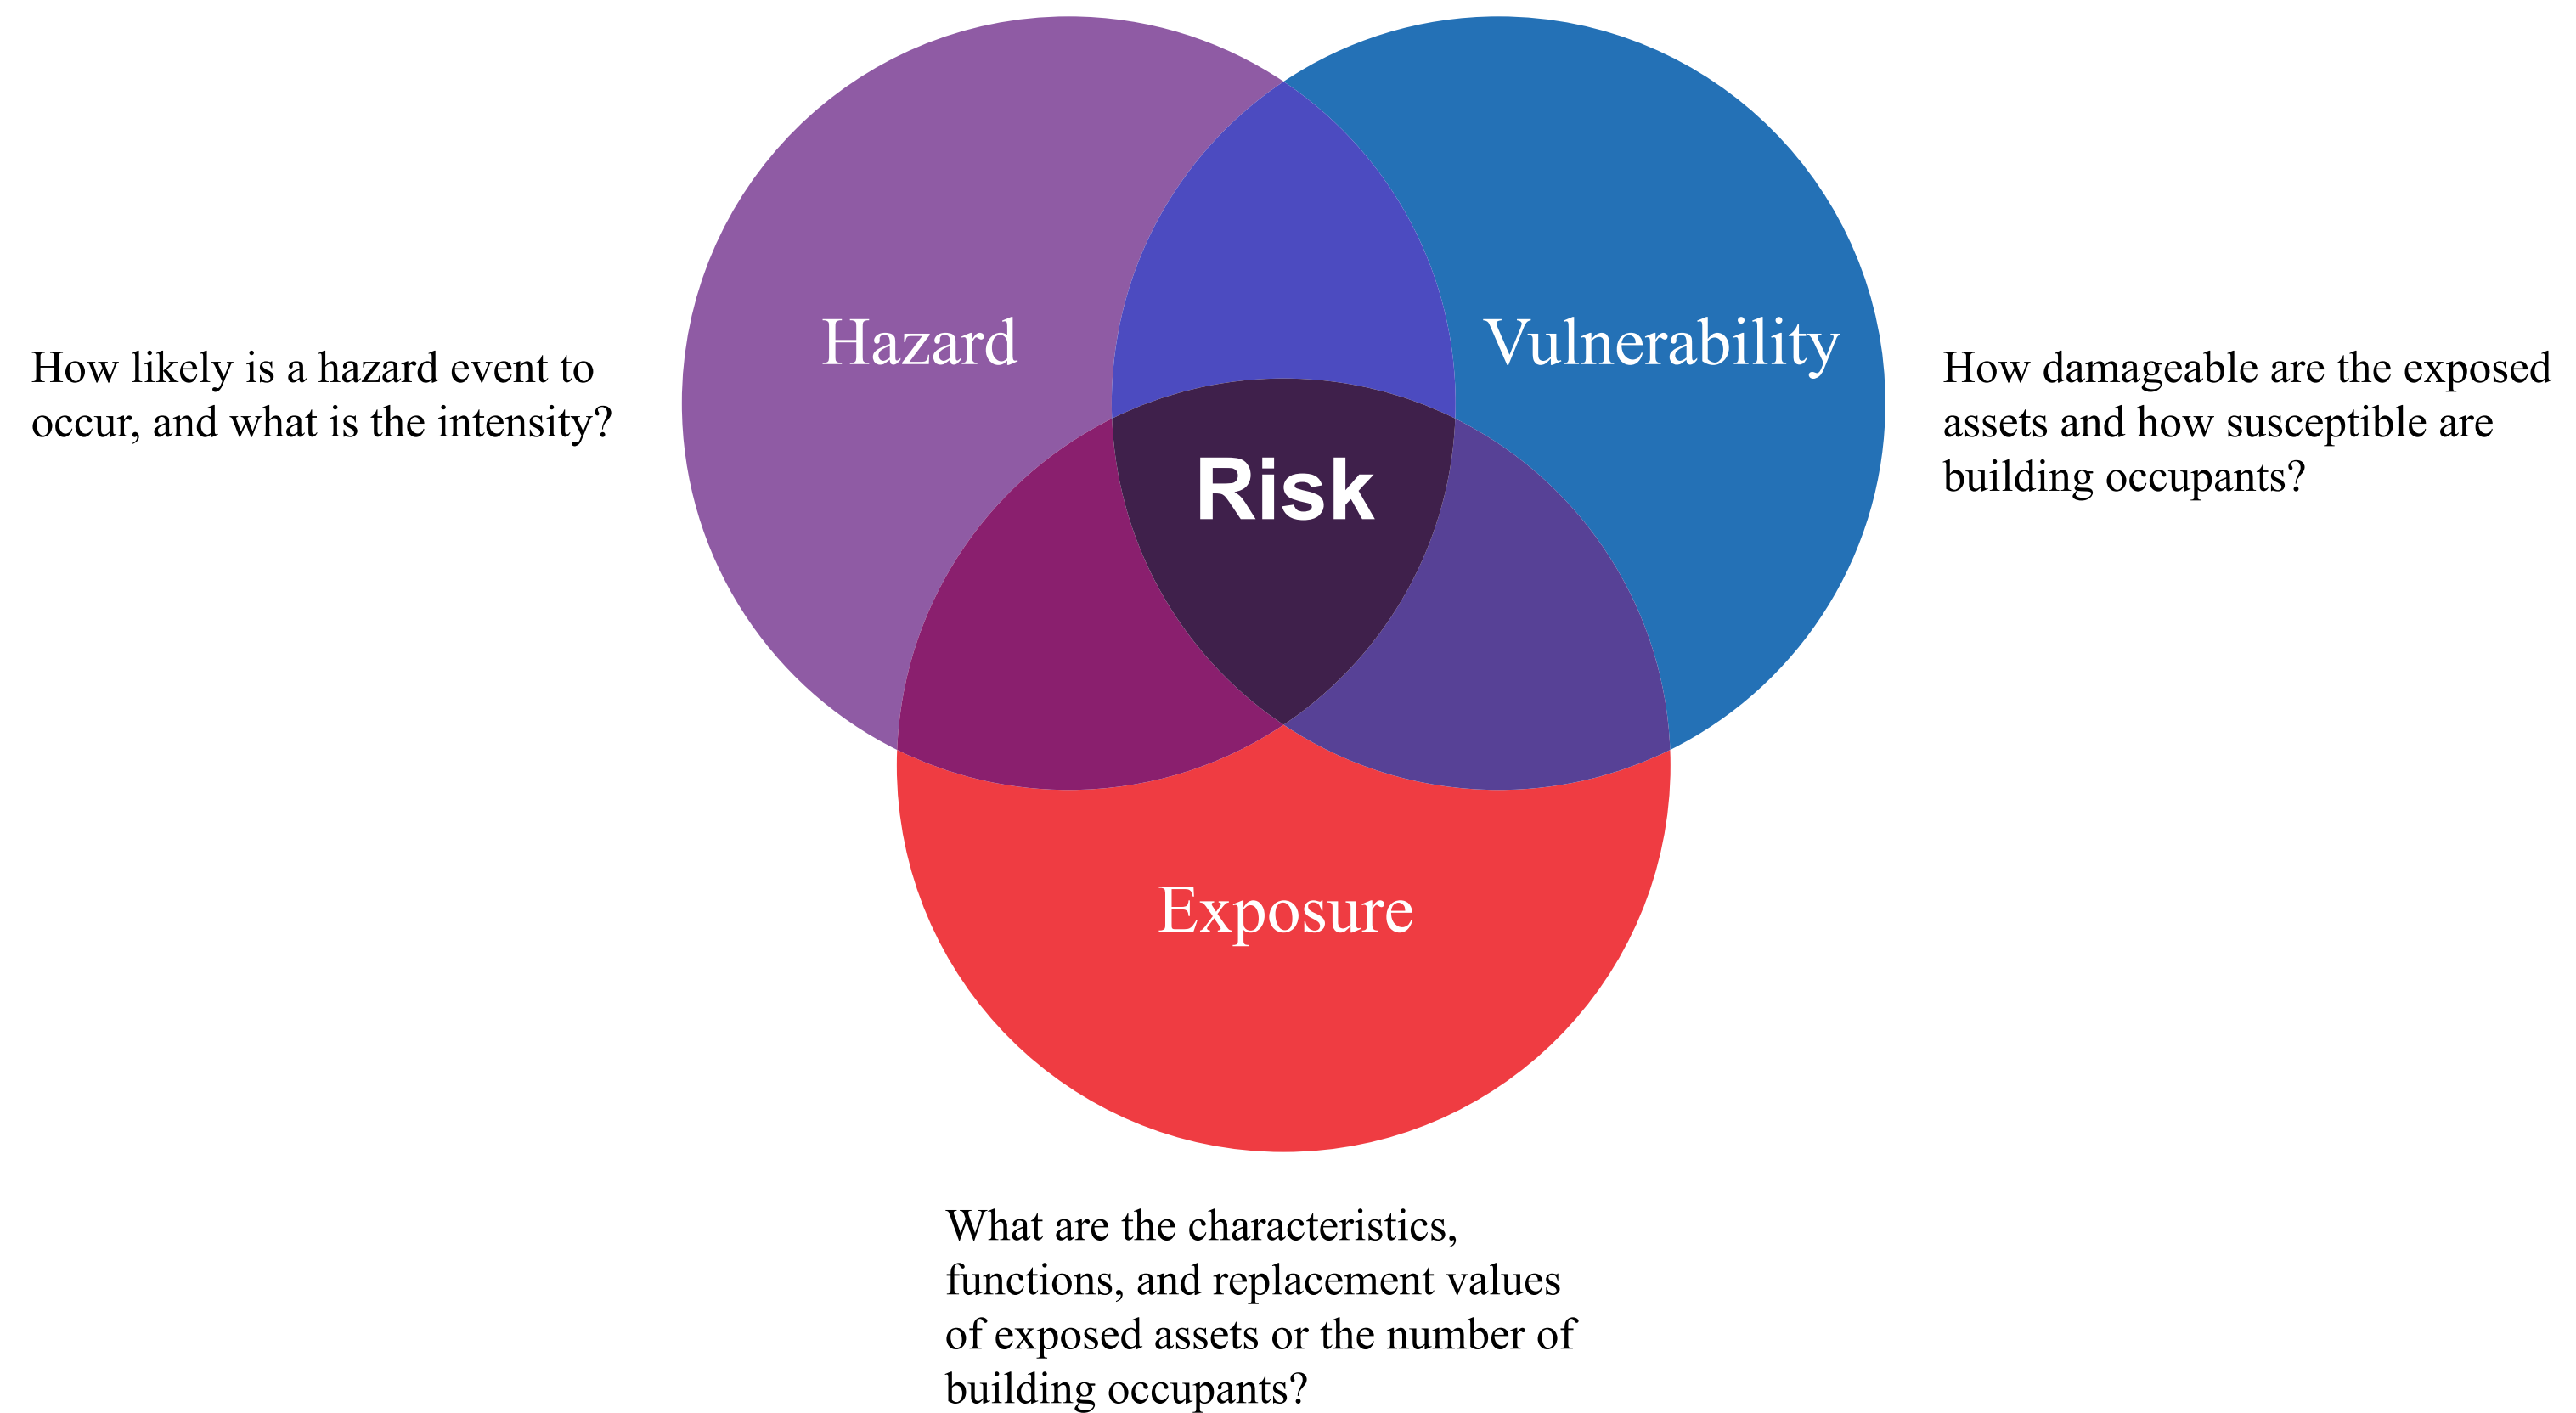 Hazard
Vulnerability
How likely is a hazard event to
occur, and what is the intensity?
How damageable are the exposed
assets and how susceptible are
building occupants?
Risk
Exposure
What are the characteristics,
functions, and replacement values
of exposed assets or the number of
building occupants?